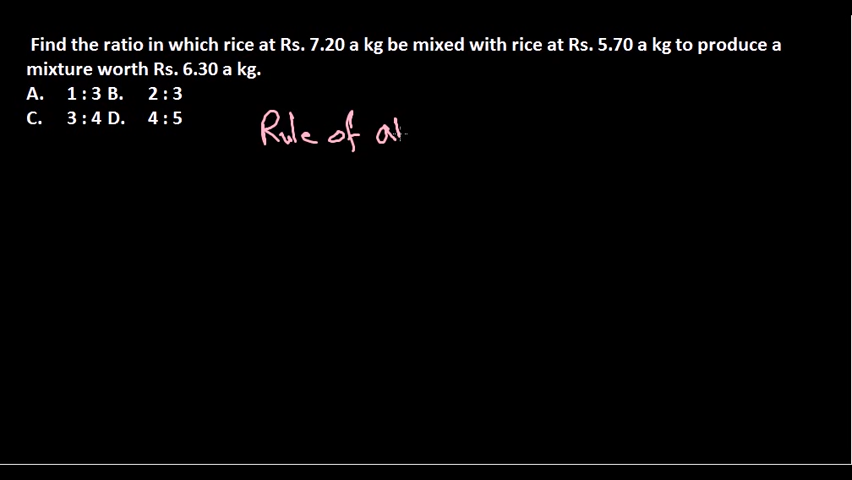 Find the ratio in which rice at Rs. 7.20 a kg be mixed with rice at Rs. 5.70 a kg to produce a
mixture worth Rs. 6.30 a kg.
A. 1 : 3 B. 2 : 3
C. 3 : 4 D. 4 : 5
Rule of al